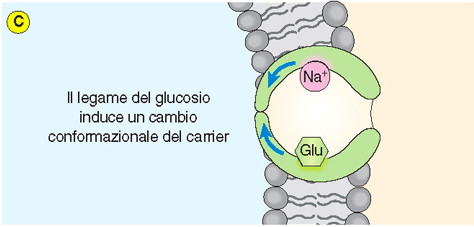 C
Il legame del glucosio
induce un cambio
conformazionale del carrier
Na⁺
Glu